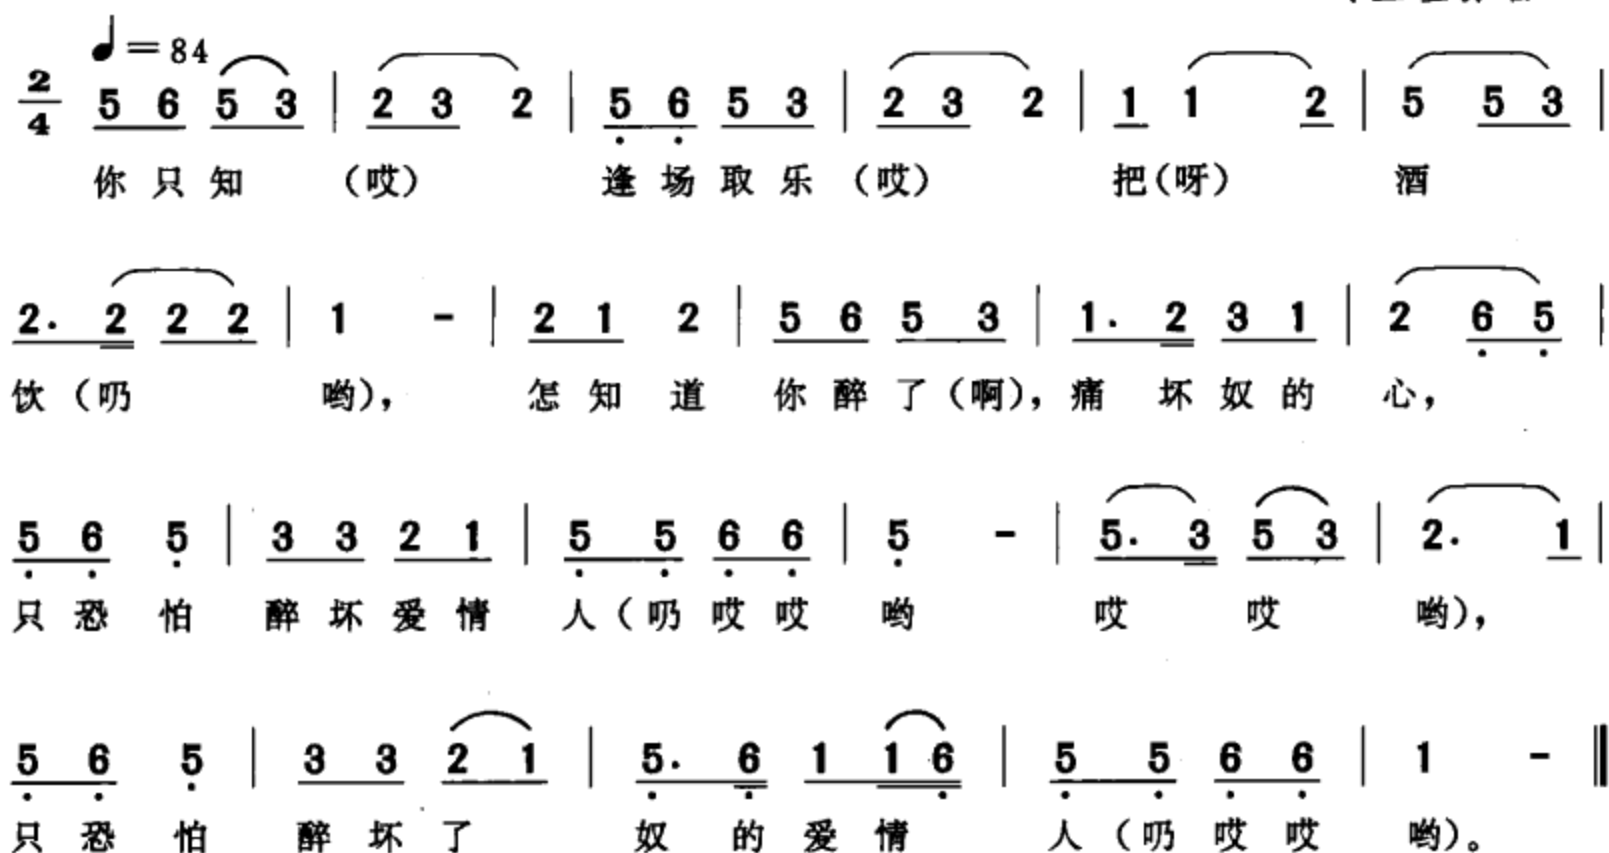 ♩=84
2/4 5 6 5 3 | 2 3 2 | 5 6 5 3 | 2 3 2 | 1 1 2 | 5 5 3 |
你只知 (哎) 逢场取乐 (哎) 把(呀) 酒
2. 2 2 2 | 1 - | 2 1 2 | 5 6 5 3 | 1. 2 3 1 | 2 6 5 |
饮(叨 哟), 怎知道 你醉了(啊),痛坏奴的 心,
5 6 5 | 3 3 2 1 | 5 5 6 6 | 5 - | 5. 3 5 3 | 2. 1 |
只恐怕 醉坏爱情 人(叨哎哎 哟 哎 哎 哟),
5 6 5 | 3 3 2 1 | 5. 6 1 1 6 | 5 5 6 6 | 1 - ‖
只恐怕 醉坏了 奴的爱情 人(叨哎哎 哟)。